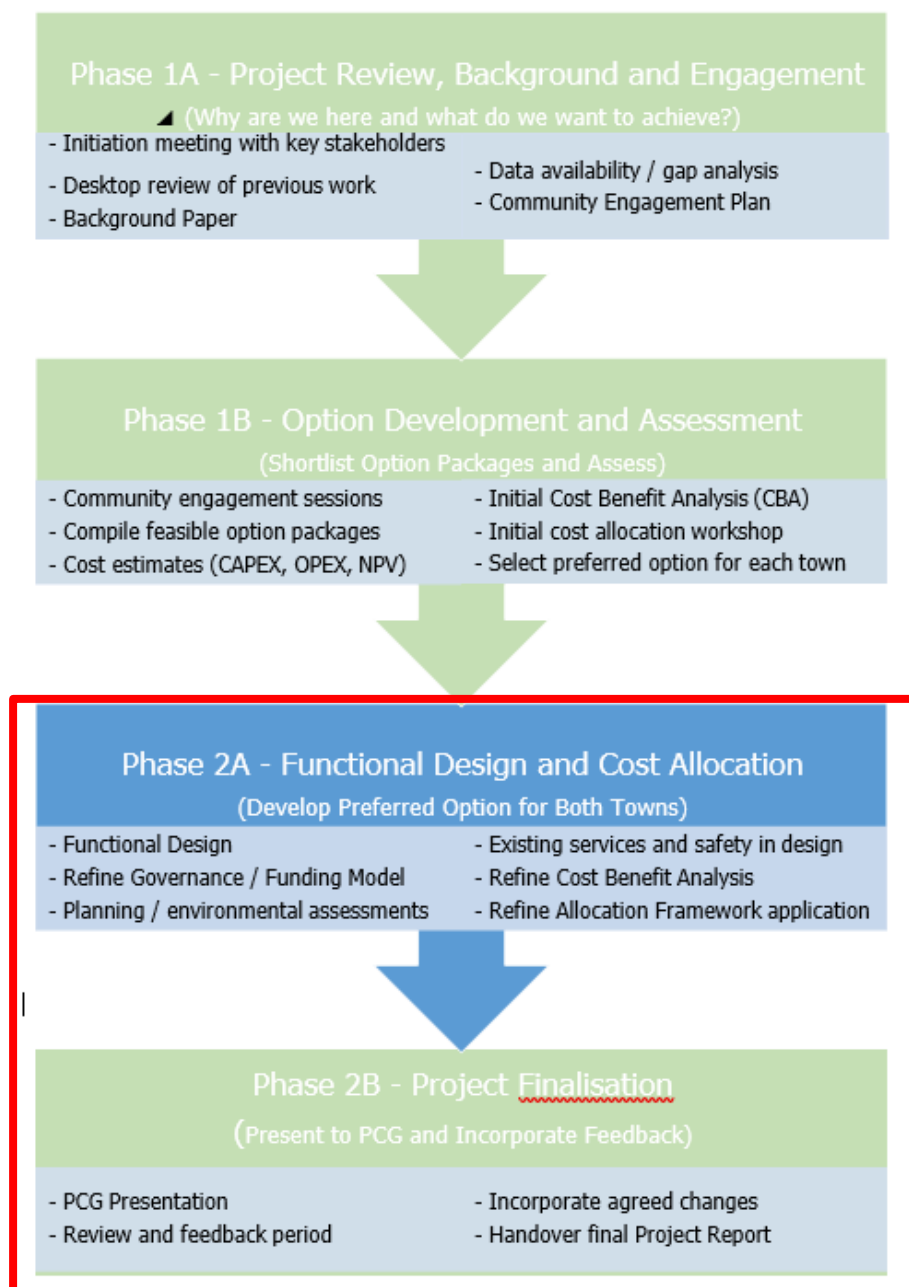 Phase 1A - Project Review, Background and Engagement
(Why are we here and what do we want to achieve?)
- Initiation meeting with key stakeholders
- Desktop review of previous work
- Background Paper
- Data availability / gap analysis
- Community Engagement Plan
Phase 1B - Option Development and Assessment
(Shortlist Option Packages and Assess)
- Community engagement sessions
- Compile feasible option packages
- Cost estimates (CAPEX, OPEX, NPV)
- Initial Cost Benefit Analysis (CBA)
- Initial cost allocation workshop
- Select preferred option for each town
Phase 2A - Functional Design and Cost Allocation
(Develop Preferred Option for Both Towns)
- Functional Design
- Refine Governance / Funding Model
- Planning / environmental assessments
- Existing services and safety in design
- Refine Cost Benefit Analysis
- Refine Allocation Framework application
Phase 2B - Project Finalisation
(Present to PCG and Incorporate Feedback)
- PCG Presentation
- Review and feedback period
- Incorporate agreed changes
- Handover final Project Report